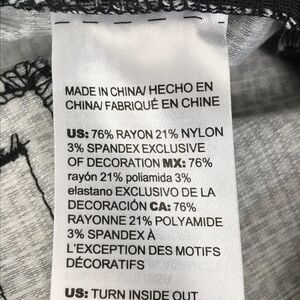 MADE IN CHINA/ HECHO EN
CHINA/ FABRIQUÉ EN CHINE
US: 76% RAYON 21% NYLON
3% SPANDEX EXCLUSIVE
OF DECORATION MX: 76%
rayón 21% poliamida 3%
elastano EXCLUSIVO DE LA
DECORACIÓN CA: 76%
RAYONNE 21% POLYAMIDE
3% SPANDEX À
L'EXCEPTION DES MOTIFS
DÉCORATIFS
US: TURN INSIDE OUT